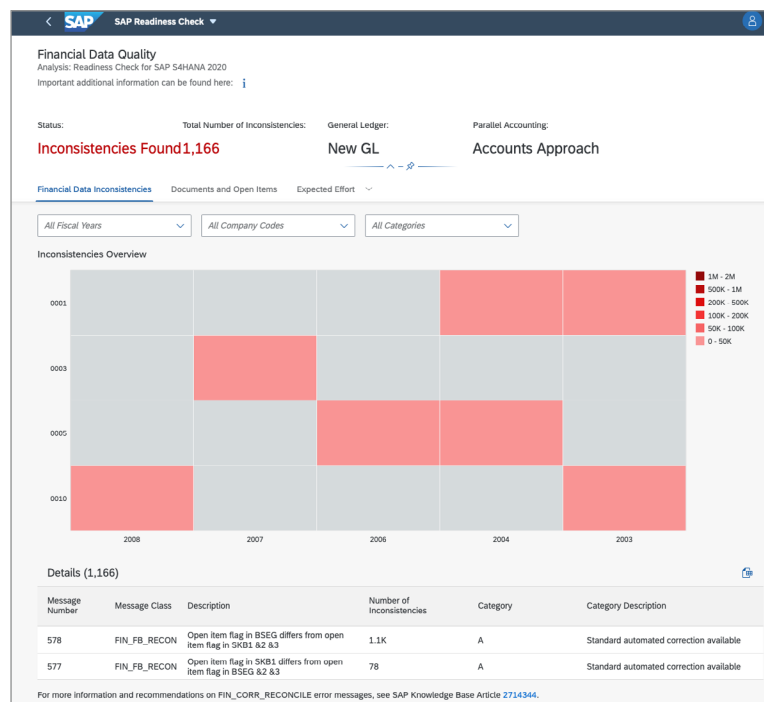 SAP SAP Readiness Check
Financial Data Quality
Analysis: Readiness Check for SAP S4HANA 2020
Important additional information can be found here: i
Status: Total Number of Inconsistencies: General Ledger: Parallel Accounting:
Inconsistencies Found 1,166 New GL Accounts Approach
Financial Data Inconsistencies Documents and Open Items Expected Effort
All Fiscal Years All Company Codes All Categories
Inconsistencies Overview
1M - 2M
500K - 1M
200K - 500K
100K - 200K
50K - 100K
0 - 50K
0001
0003
0005
0010
2008 2007 2006 2004 2003
Details (1,166)
Message Number Message Class Description Number of Inconsistencies Category Category Description
578 FIN_FB_RECON Open item flag in BSEG differs from open item flag in SKB1 &2 &3 1.1K A Standard automated correction available
577 FIN_FB_RECON Open item flag in SKB1 differs from open item flag in BSEG &2 &3 78 A Standard automated correction available
For more information and recommendations on FIN_CORR_RECONCILE error messages, see SAP Knowledge Base Article 2714344.